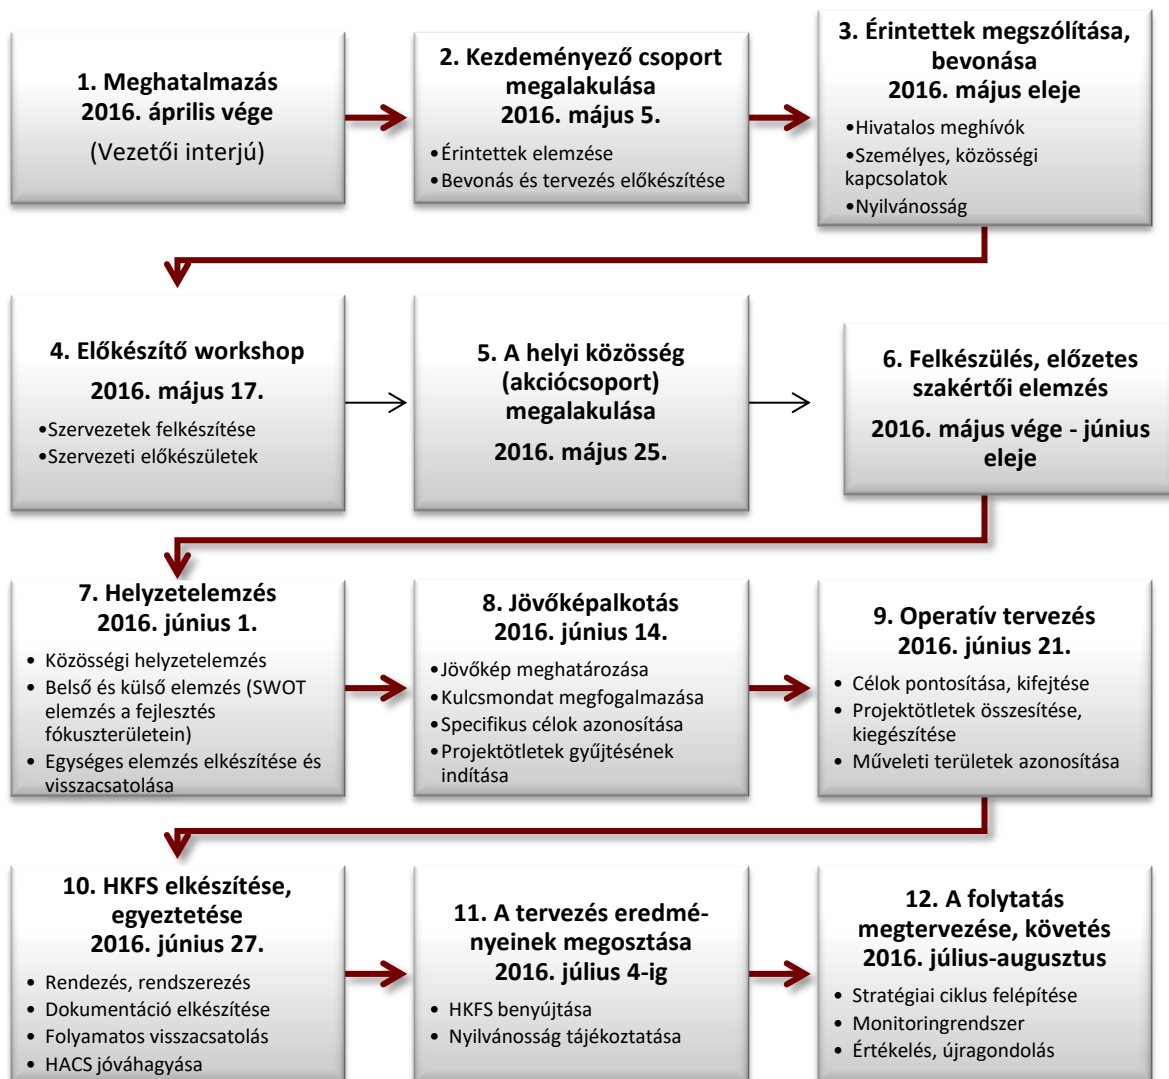 1. Meghatalmazás
2016. április vége
(Vezetői interjú)
2. Kezdeményező csoport
megalakulása
2016. május 5.
•Érintettek elemzése
•Bevonás és tervezés előkészítése
3. Érintettek megszólítása,
bevonása
2016. május eleje
•Hivatalos meghívók
•Személyes, közösségi
kapcsolatok
•Nyilvánosság
4. Előkészítő workshop
2016. május 17.
•Szervezetek felkészítése
•Szervezeti előkészületek
5. A helyi közösség
(akciócsoport)
megalakulása
2016. május 25.
6. Felkészülés, előzetes
szakértői elemzés
2016. május vége - június
eleje
7. Helyzetelemzés
2016. június 1.
• Közösségi helyzetelemzés
• Belső és külső elemzés (SWOT
elemzés a fejlesztés
fókuszterületein)
• Egységes elemzés elkészítése és
visszacsatolása
8. Jövőképalkotás
2016. június 14.
•Jövőkép meghatározása
•Kulcsmondat megfogalmazása
•Specifikus célok azonosítása
•Projektötletek gyűjtésének
indítása
9. Operatív tervezés
2016. június 21.
• Célok pontosítása, kifejtése
• Projektötletek összesítése,
kiegészítése
• Műveleti területek azonosítása
10. HKFS elkészítése,
egyeztetése
2016. június 27.
• Rendezés, rendszerezés
• Dokumentáció elkészítése
• Folyamatos visszacsatolás
• HACS jóváhagyása
11. A tervezés eredmé-
nyeinek megosztása
2016. július 4-ig
• HKFS benyújtása
• Nyilvánosság tájékoztatása
12. A folytatás
megtervezése, követés
2016. július-augusztus
• Stratégiai ciklus felépítése
• Monitoringrendszer
• Értékelés, újragondolás